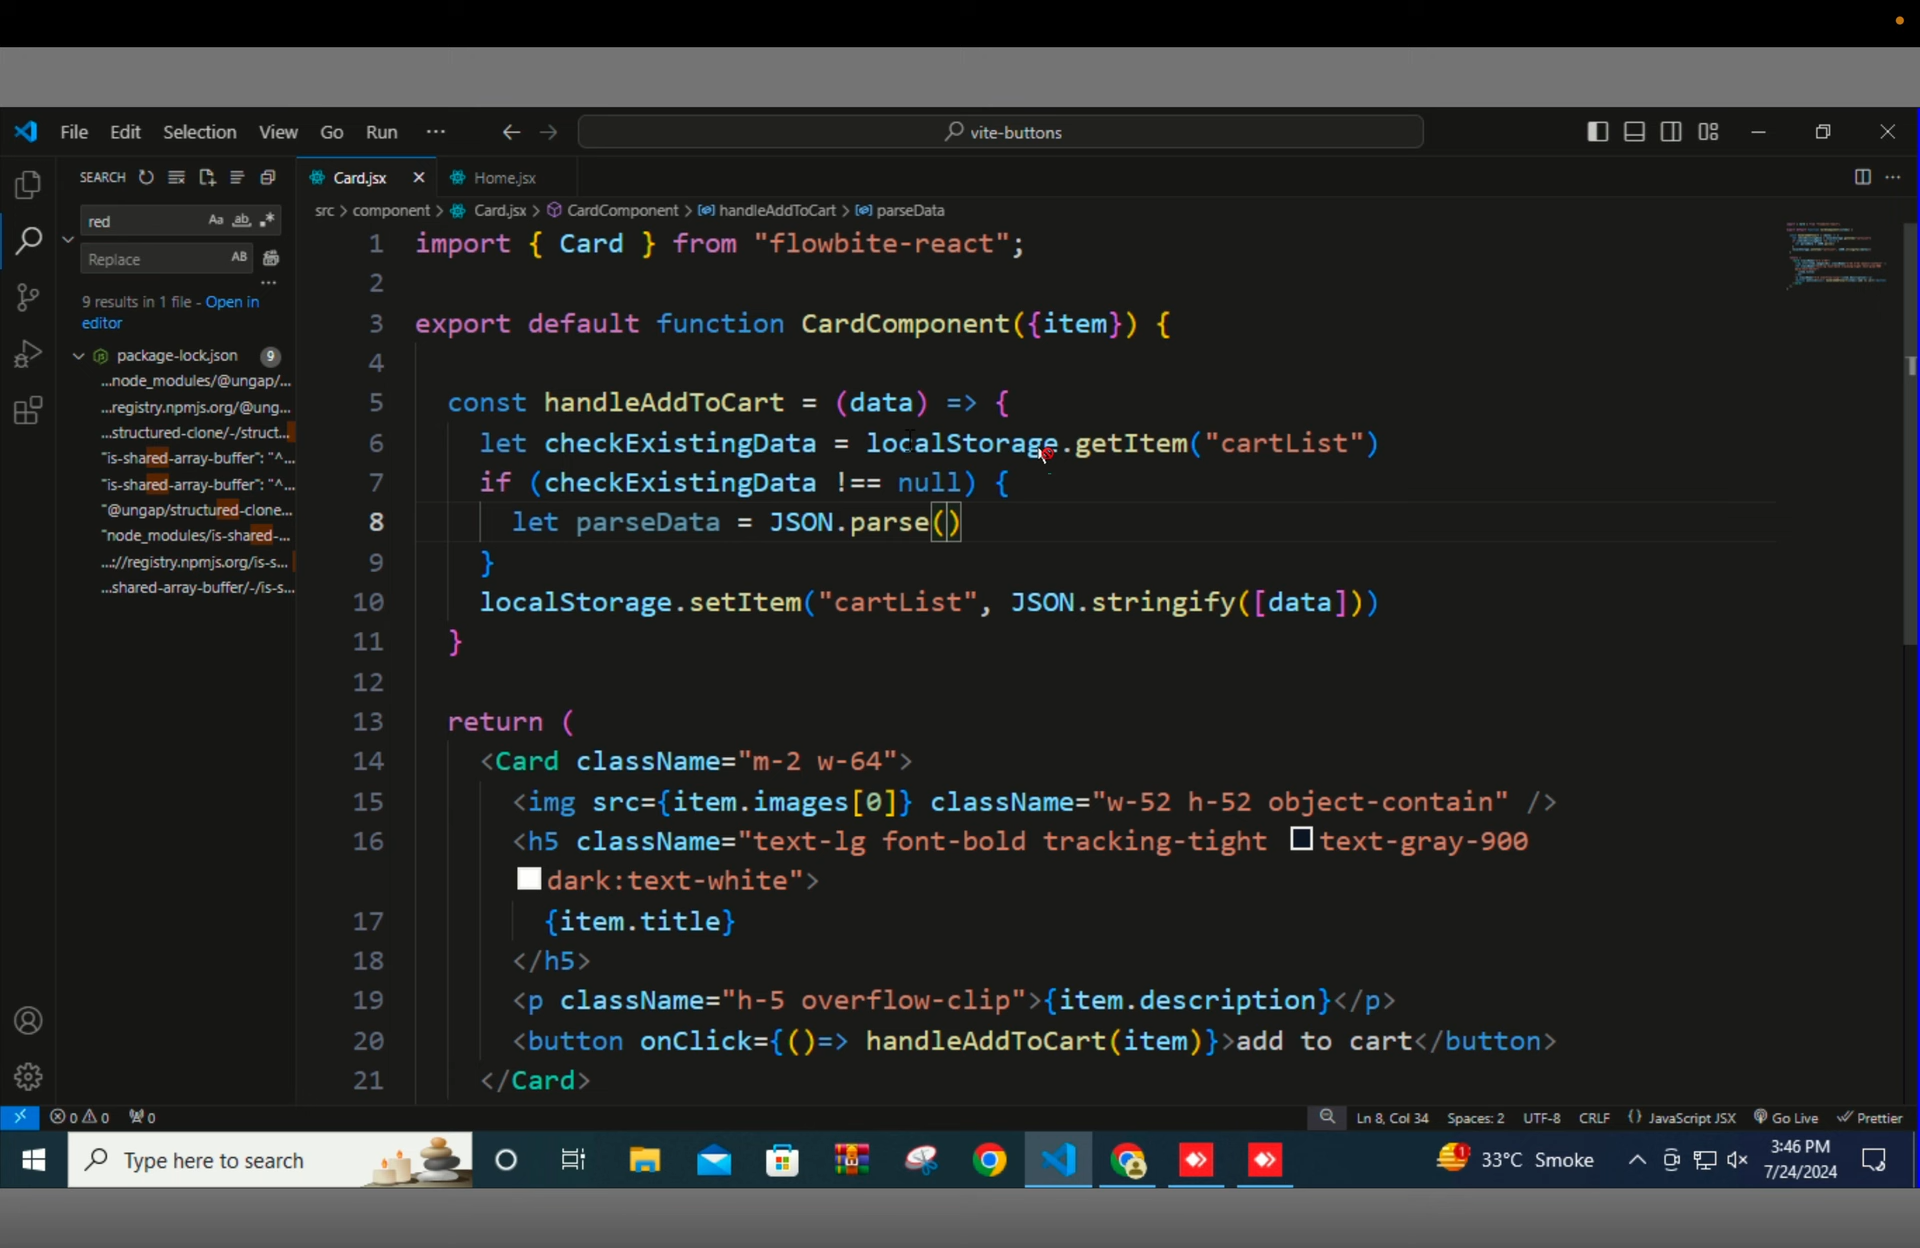 File Edit Selection View Go Run ··· vite-buttons
SEARCH
Card.jsx Home.jsx
red Aa ab .*
Replace AB
9 results in 1 file - Open in
editor
package-lock.json 9
...node_modules/@ungap/...
...registry.npmjs.org/@ung...
...structured-clone/-/struct...
"is-shared-array-buffer": "^...
"is-shared-array-buffer": "^...
"@ungap/structured-clone...
"node_modules/is-shared-...
...://registry.npmjs.org/is-s...
...shared-array-buffer/-/is-s...
src > component > Card.jsx > CardComponent > handleAddToCart > parseData
1 import { Card } from "flowbite-react";
2
3 export default function CardComponent({item}) {
4
5 const handleAddToCart = (data) => {
6 let checkExistingData = localStorage.getItem("cartList")
7 if (checkExistingData !== null) {
8 let parseData = JSON.parse()
9 }
10 localStorage.setItem("cartList", JSON.stringify([data]))
11 }
12
13 return (
14 <Card className="m-2 w-64">
15 <img src={item.images[0]} className="w-52 h-52 object-contain" />
16 <h5 className="text-lg font-bold tracking-tight text-gray-900
dark:text-white">
17 {item.title}
18 </h5>
19 <p className="h-5 overflow-clip">{item.description}</p>
20 <button onClick={()=> handleAddToCart(item)}>add to cart</button>
21 </Card>
0 0 0 Ln 8, Col 34 Spaces: 2 UTF-8 CRLF {} JavaScript JSX Go Live Prettier
Type here to search 1 33°C Smoke 3:46 PM
7/24/2024